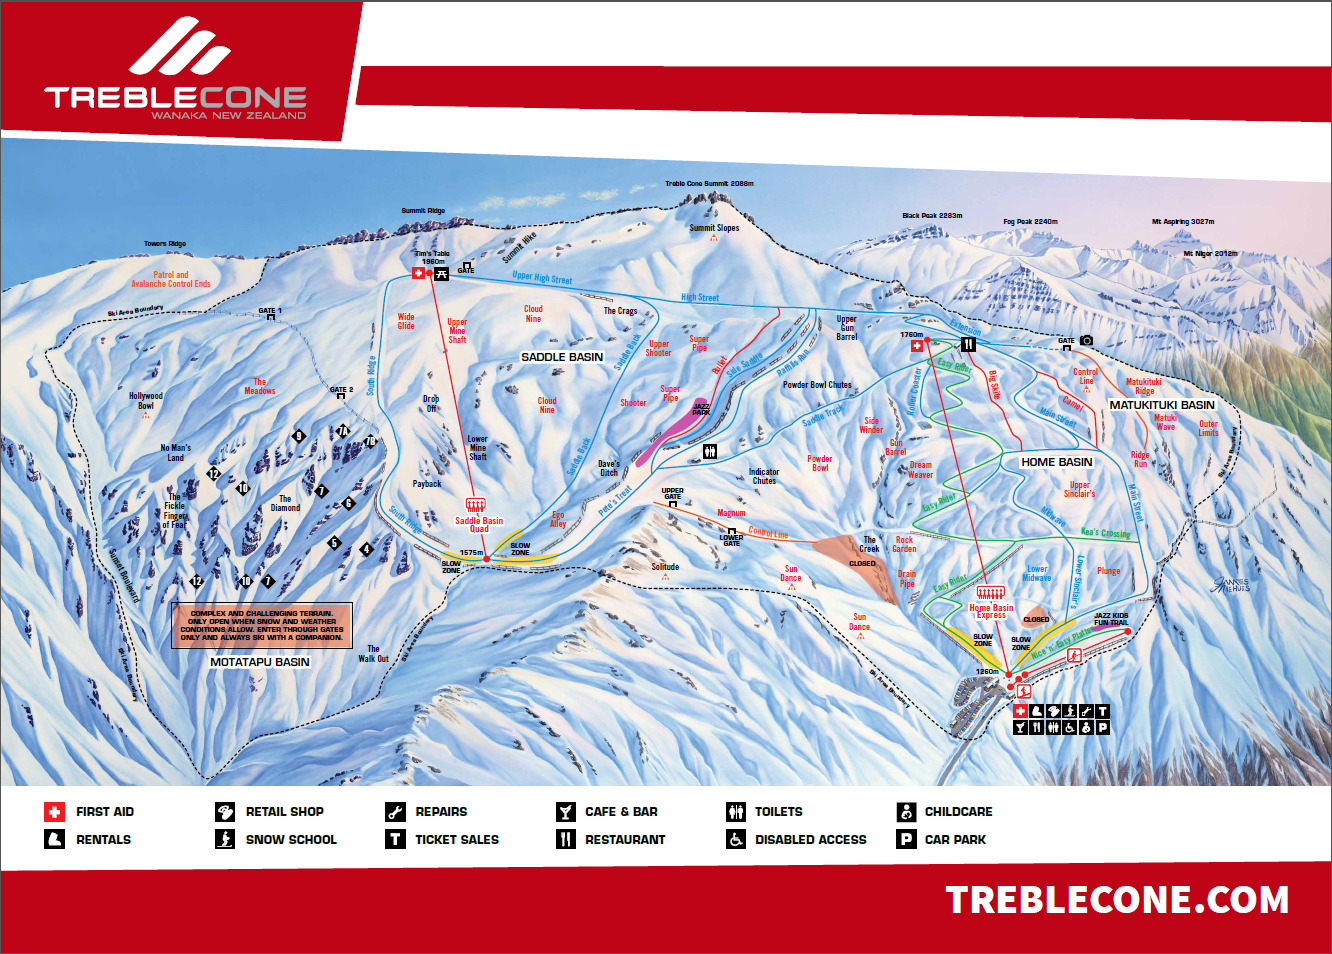 TREBLECONE
WANAKA NEW ZEALAND
Treble Cone Summit 2088m
Summit Ridge
Black Peak 2283m
Fog Peak 2240m
Mt Aspiring 3027m
Summit Slopes
Towers Ridge
Summit Hike
Tim's Table
1960m
GATE
Mt Niger 2012m
Patrol and
Avalanche Control Ends
Upper High Street
High Street
Ski Area Boundary
GATE 1
Wide
Glide
Upper
Mine
Shaft
Cloud
Nine
The Crags
Upper
Gun
Barrel
Extension
1760m
GATE
SADDLE BASIN
Saddle Back
Upper
Shooter
Super
Pipe
Bullet
Side Saddle
Raffills Run
Easy Rider
Roller Coaster
Big Skite
Control
Line
Matukituki
Ridge
South Ridge
The
Meadows
GATE 2
Hollywood
Bowl
Drop
Off
Cloud
Nine
Shooter
Super
Pipe
JAZZ
PARK
Powder Bowl Chutes
Saddle Track
Side
Winder
Camel
Main Street
MATUKITUKI BASIN
Matuki
Wave
Outer
Limits
9
7A
7B
No Man's
Land
Lower
Mine
Shaft
Saddle Back
Dave's
Ditch
Gun
Barrel
Powder
Bowl
Dream
Weaver
HOME BASIN
Ridge
Run
Ski Area Boundary
12
10
7
6
Payback
Indicator
Chutes
The
Fickle
Finger
of Fear
The
Diamond
Pete's Treat
UPPER
GATE
Upper
Sinclair's
Main Street
Easy Rider
South Ridge
Saddle Basin
Quad
Ego
Alley
Magnum
Control Line
LOWER
GATE
Midwave
Kea's Crossing
5
4
1575m
SLOW
ZONE
SLOW
ZONE
The
Creek
Rock
Garden
CLOSED
Solitude
Sun
Dance
Drain
Pipe
Easy Rider
Lower
Midwave
Lower Sinclair's
Plunge
Sunset Boulevard
12
10
7
Home Basin
Express
CLOSED
JAZZ KIDS
FUN TRAIL
COMPLEX AND CHALLENGING TERRAIN.
ONLY OPEN WHEN SNOW AND WEATHER
CONDITIONS ALLOW. ENTER THROUGH GATES
ONLY AND ALWAYS SKI WITH A COMPANION.
Sun
Dance
SLOW
ZONE
SLOW
ZONE
Nice 'n' Easy Platter
MOTATAPU BASIN
The
Walk Out
Ski Area Boundary
Ski Area Boundary
Ski Area Boundary
1260m
T
P
FIRST AID
RETAIL SHOP
REPAIRS
CAFE & BAR
TOILETS
CHILDCARE
RENTALS
SNOW SCHOOL
T TICKET SALES
RESTAURANT
DISABLED ACCESS
P CAR PARK
TREBLECONE.COM